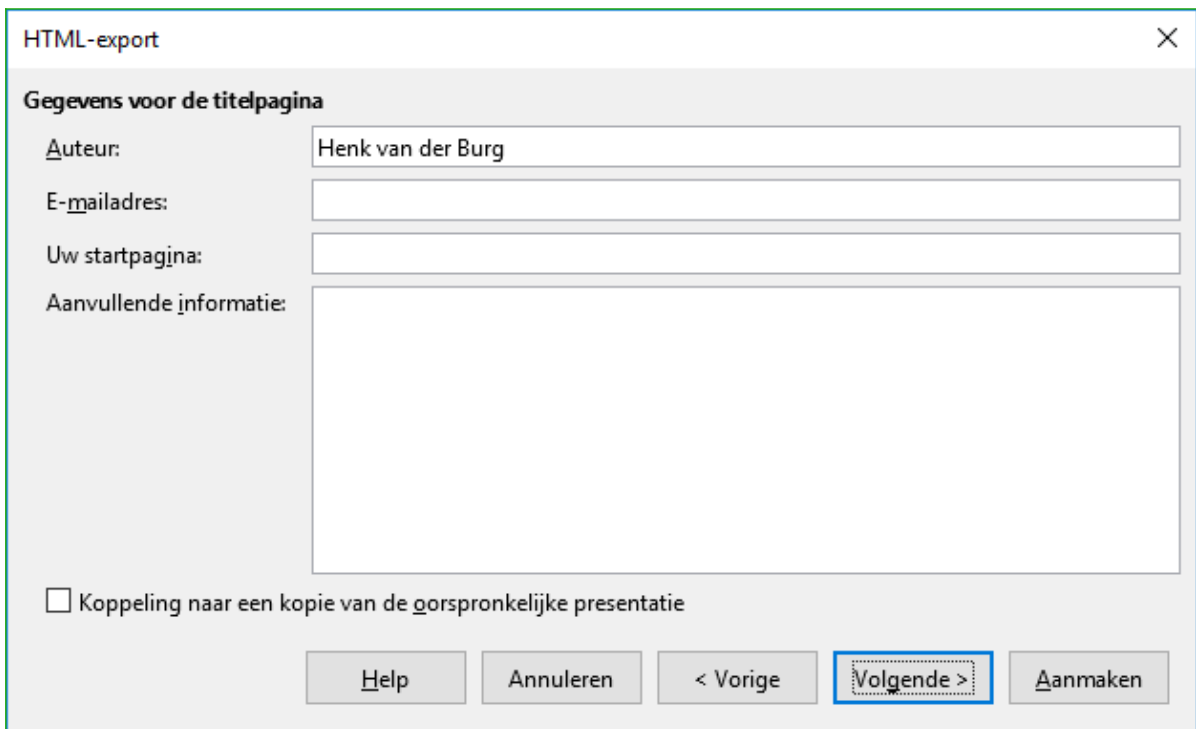 HTML-export
Gegevens voor de titelpagina
Auteur: Henk van der Burg
E-mailadres:
Uw startpagina:
Aanvullende informatie:
Koppeling naar een kopie van de oorspronkelijke presentatie
Help Annuleren < Vorige Volgende > Aanmaken